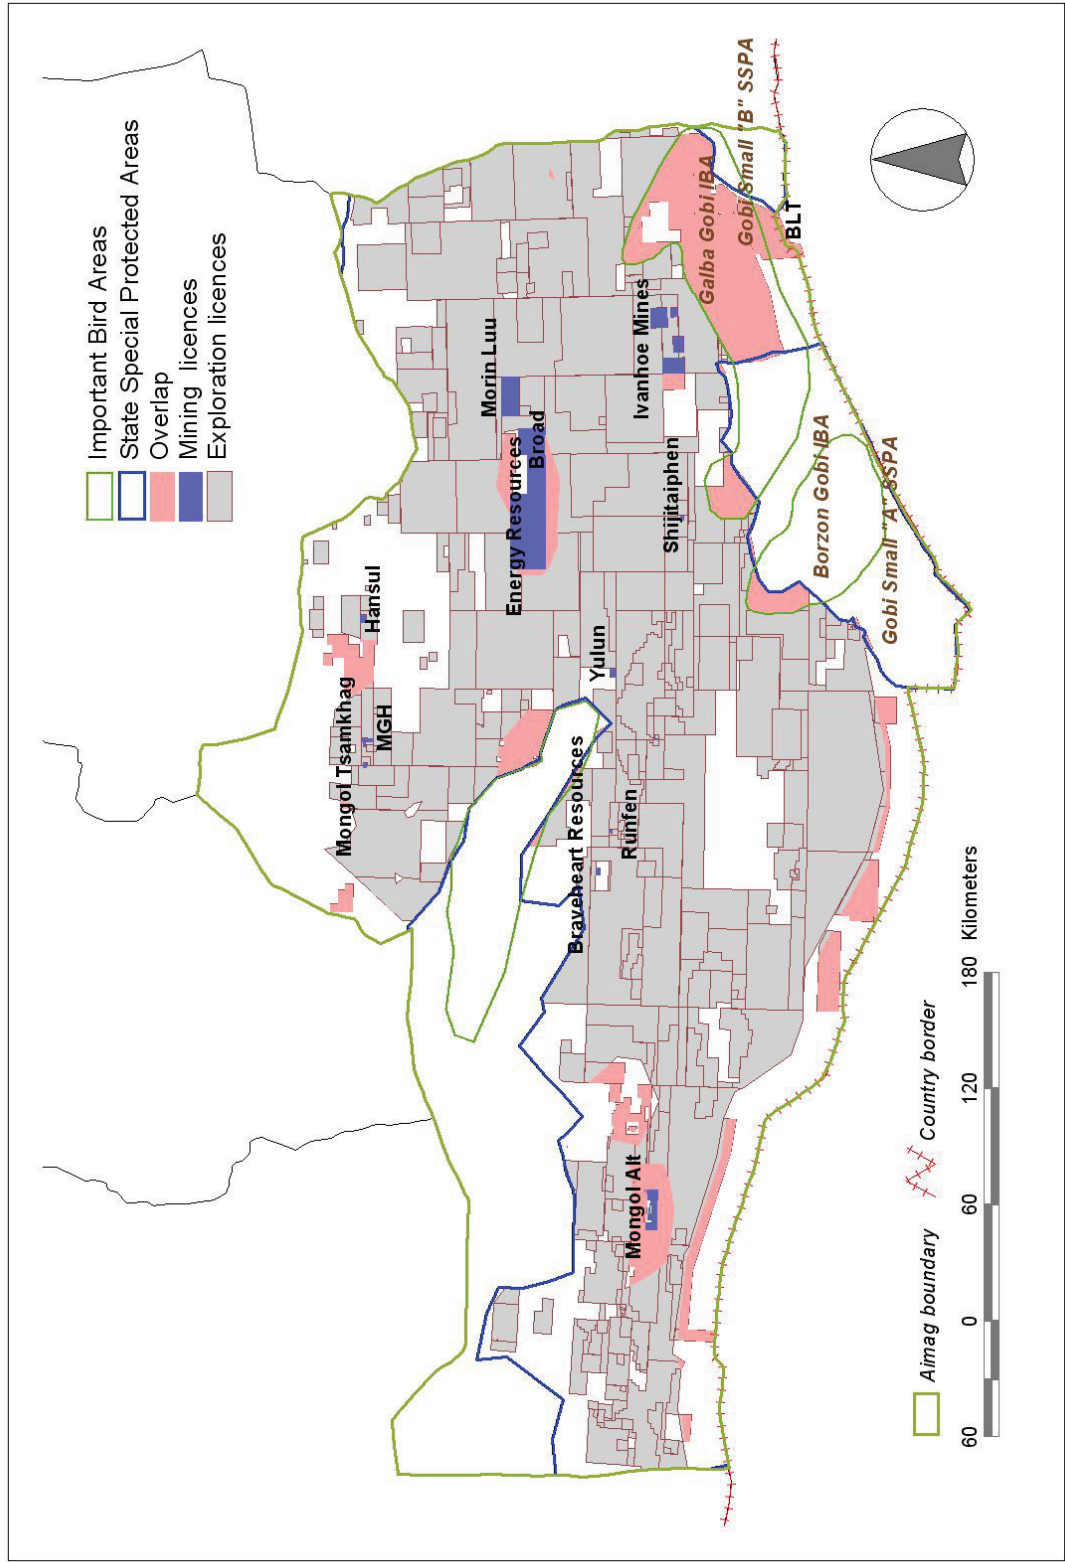 Important Bird Areas
State Special Protected Areas
Overlap
Mining licences
Exploration licences
Mongol Tsamkhag
MGH
Hansul
Morin Luu
Energy Resources
Broad
Yulun
Braveheart Resources
Runfen
Mongol Alt
Ivanhoe Mines
Shijitaiphen
Galba Gobi IBA
Gobi Small "B" SSPA
BLT
Borzon Gobi IBA
Gobi Small "A" SSPA
Aimag boundary
Country border
60 0 60 120 180 Kilometers